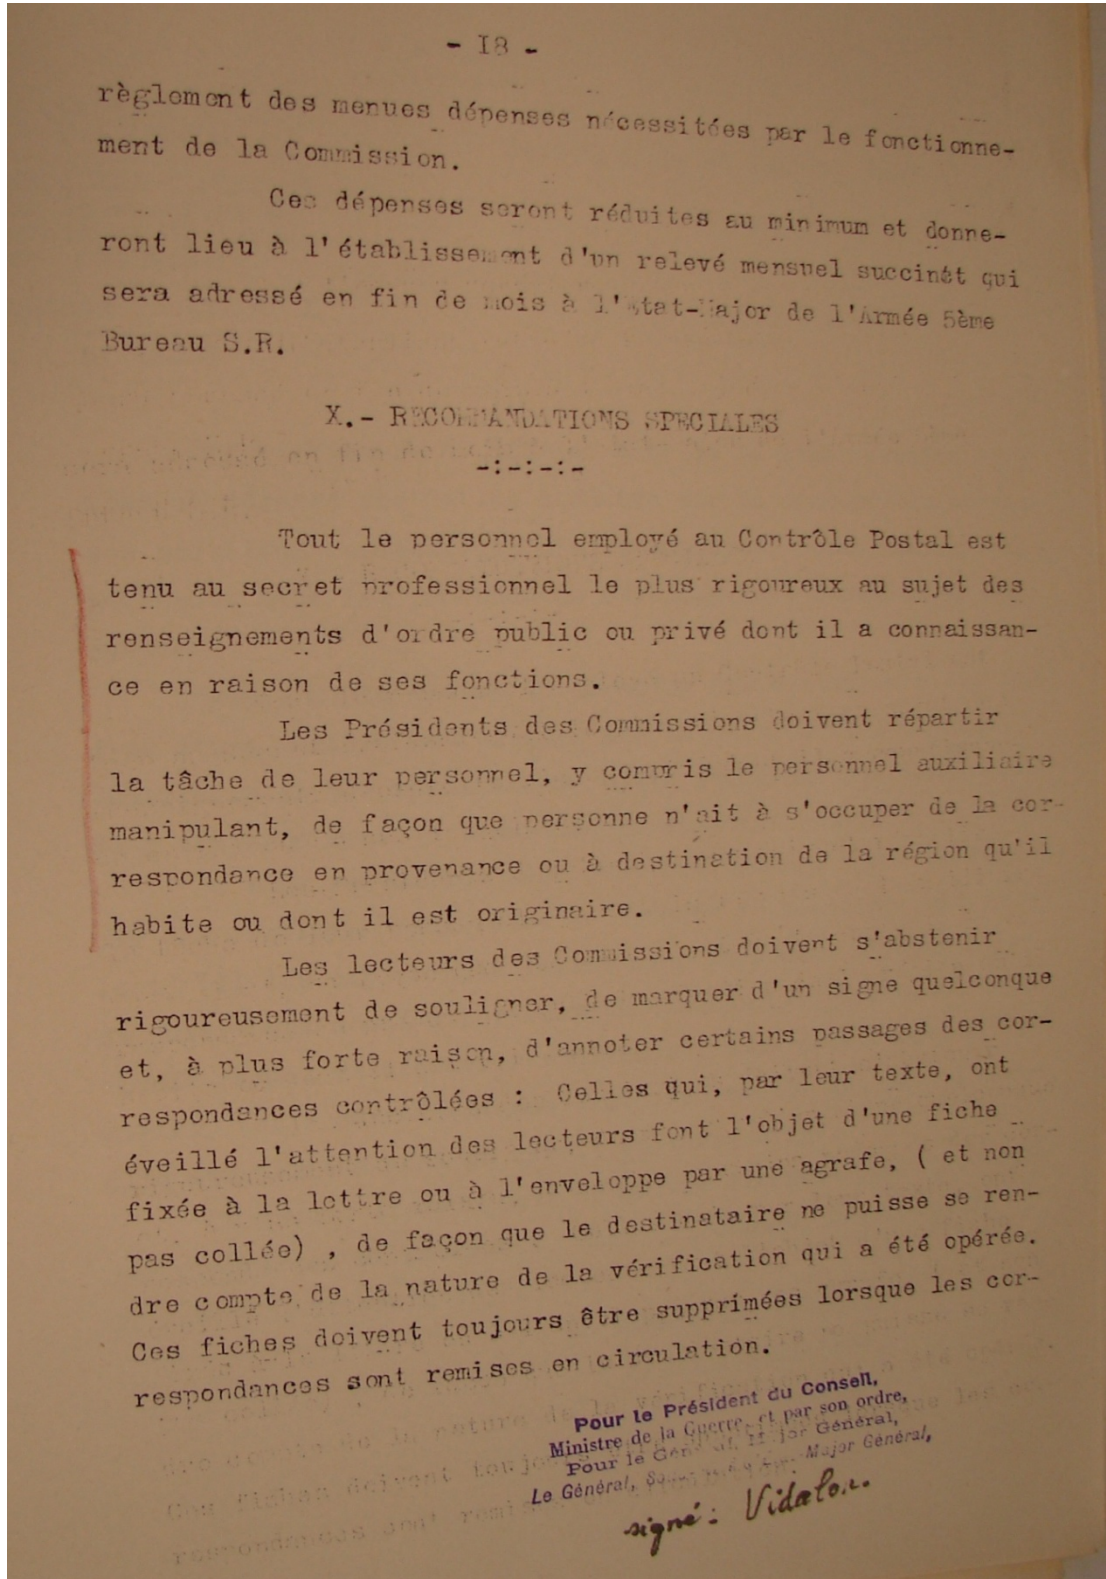 - I8 -
règlement des menues dépenses nécessitées par le fonctionne-
ment de la Commission.
Ces dépenses seront réduites au minimum et donne-
ront lieu à l'établissement d'un relevé mensuel succinct qui
sera adressé en fin de mois à l'Etat-Major de l'Armée 5ème
Bureau S.R.
X.- RECOMMANDATIONS SPECIALES
-:-:-:-
Tout le personnel employé au Contrôle Postal est
tenu au secret professionnel le plus rigoureux au sujet des
renseignements d'ordre public ou privé dont il a connaissan-
ce en raison de ses fonctions.
Les Présidents des Commissions doivent répartir
la tâche de leur personnel, y compris le personnel auxiliaire
manipulant, de façon que personne n'ait à s'occuper de la cor-
respondance en provenance ou à destination de la région qu'il
habite ou dont il est originaire.
Les lecteurs des Commissions doivent s'abstenir
rigoureusement de souligner, de marquer d'un signe quelconque
et, à plus forte raison, d'annoter certains passages des cor-
respondances contrôlées : Celles qui, par leur texte, ont
éveillé l'attention des lecteurs font l'objet d'une fiche
fixée à la lettre ou à l'enveloppe par une agrafe, ( et non
pas collée) , de façon que le destinataire ne puisse se ren-
dre compte de la nature de la vérification qui a été opérée.
Ces fiches doivent toujours être supprimées lorsque les cor-
respondances sont remises en circulation.
Pour le Président du Conseil,
Ministre de la Guerre, et par son ordre,
Pour le Général Major Général,
Le Général, Major Général,
signé: Vidalon.